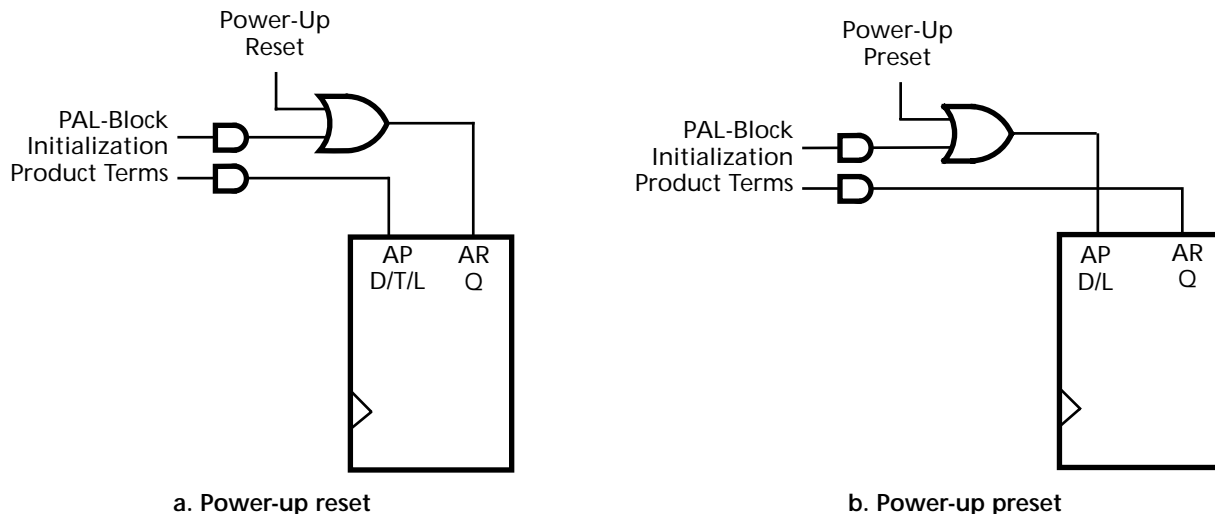 Power-Up
Reset
PAL-Block
Initialization
Product Terms
AP
AR
D/T/L
Q
a. Power-up reset
Power-Up
Preset
PAL-Block
Initialization
Product Terms
AP
AR
D/L
Q
b. Power-up preset